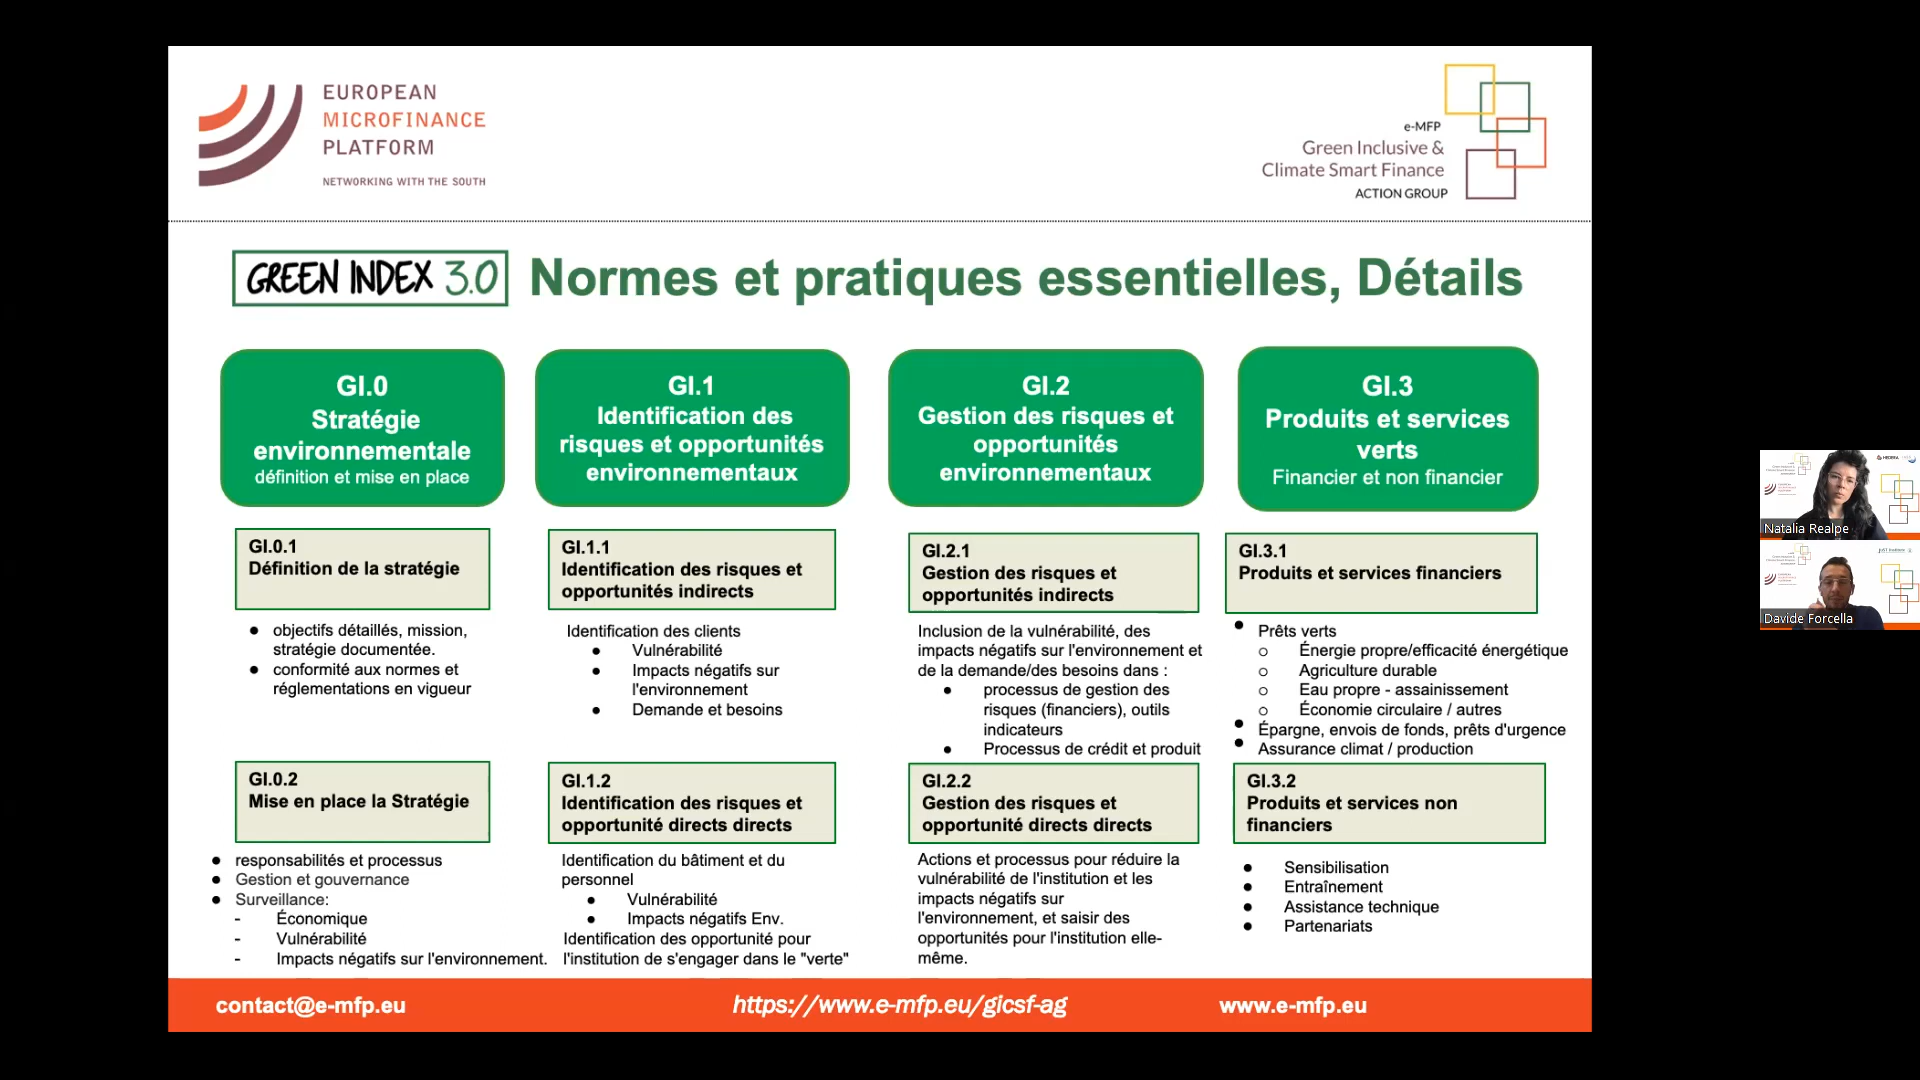 EUROPEAN
MICROFINANCE
PLATFORM
NETWORKING WITH THE SOUTH
e-MFP
Green Inclusive &
Climate Smart Finance
ACTION GROUP
GREEN INDEX 3.0
Normes et pratiques essentielles, Détails
GI.0
Stratégie
environnementale
définition et mise en place
GI.0.1
Définition de la stratégie
● objectifs détaillés, mission,
stratégie documentée.
● conformité aux normes et
réglementations en vigueur
GI.0.2
Mise en place la Stratégie
● responsabilités et processus
● Gestion et gouvernance
● Surveillance:
- Économique
- Vulnérabilité
- Impacts négatifs sur l'environnement.
GI.1
Identification des
risques et opportunités
environnementaux
GI.1.1
Identification des risques et
opportunités indirects
Identification des clients
● Vulnérabilité
● Impacts négatifs sur
l'environnement
● Demande et besoins
GI.1.2
Identification des risques et
opportunité directs directs
Identification du bâtiment et du
personnel
● Vulnérabilité
● Impacts négatifs Env.
Identification des opportunité pour
l'institution de s'engager dans le "verte"
GI.2
Gestion des risques et
opportunités
environnementaux
GI.2.1
Gestion des risques et
opportunités indirects
Inclusion de la vulnérabilité, des
impacts négatifs sur l'environnement et
de la demande/des besoins dans :
● processus de gestion des
risques (financiers), outils
indicateurs
● Processus de crédit et produit
GI.2.2
Gestion des risques et
opportunité directs directs
Actions et processus pour réduire la
vulnérabilité de l'institution et les
impacts négatifs sur
l'environnement, et saisir des
opportunités pour l'institution elle-
même.
GI.3
Produits et services
verts
Financier et non financier
GI.3.1
Produits et services financiers
● Prêts verts
o Énergie propre/efficacité énergétique
o Agriculture durable
o Eau propre - assainissement
o Économie circulaire / autres
● Épargne, envois de fonds, prêts d'urgence
● Assurance climat / production
GI.3.2
Produits et services non
financiers
● Sensibilisation
● Entraînement
● Assistance technique
● Partenariats
contact@e-mfp.eu
https://www.e-mfp.eu/gicsf-ag
www.e-mfp.eu
HEDERA
Natalia Realpe
Davide Forcella